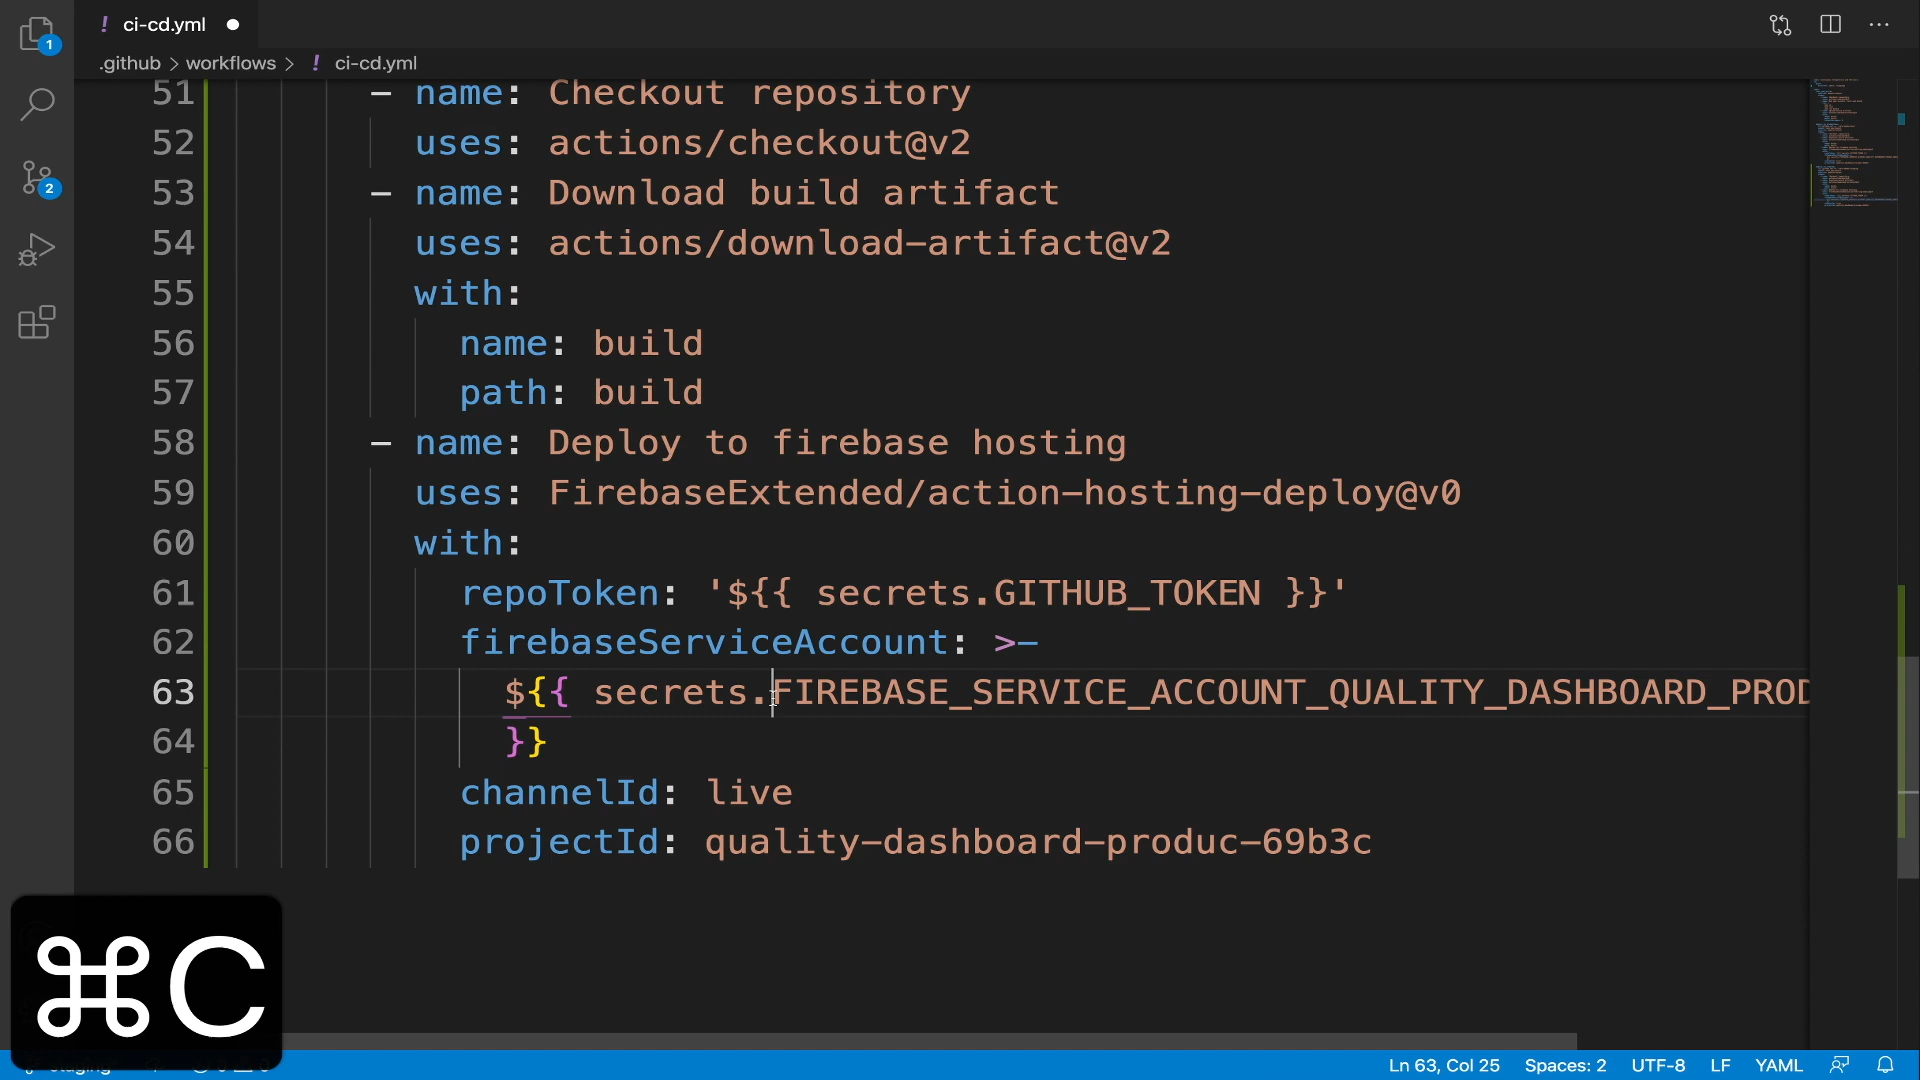 ! ci-cd.yml
.github > workflows > ! ci-cd.yml
1
2
51 - name: Checkout repository
52 uses: actions/checkout@v2
53 - name: Download build artifact
54 uses: actions/download-artifact@v2
55 with:
56 name: build
57 path: build
58 - name: Deploy to firebase hosting
59 uses: FirebaseExtended/action-hosting-deploy@v0
60 with:
61 repoToken: '${{ secrets.GITHUB_TOKEN }}'
62 firebaseServiceAccount: >-
63 ${{ secrets.FIREBASE_SERVICE_ACCOUNT_QUALITY_DASHBOARD_PROD
64 }}
65 channelId: live
66 projectId: quality-dashboard-produc-69b3c
⌘C
Ln 63, Col 25 Spaces: 2 UTF-8 LF YAML